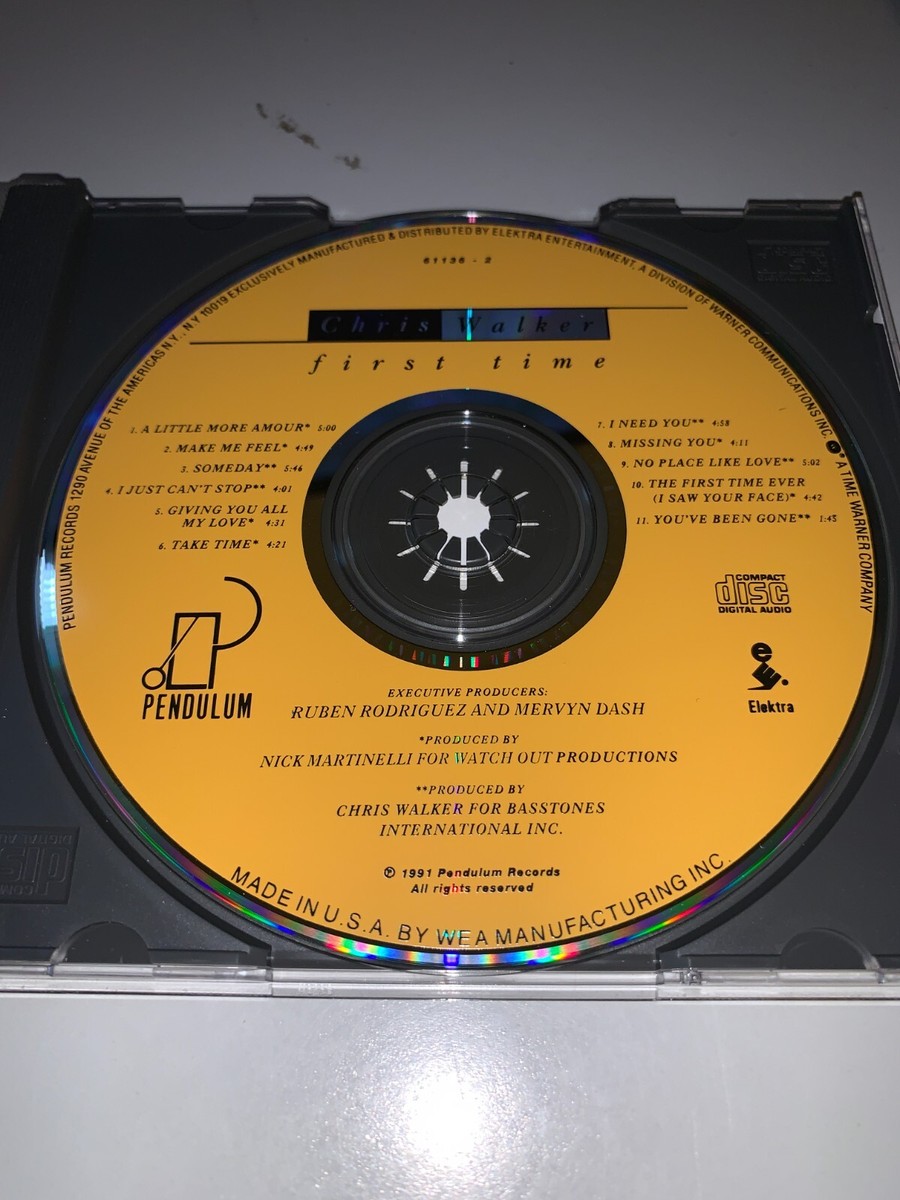 PENDULUM RECORDS 1290 AVENUE OF THE AMERICAS N.Y. N.Y 10019 EXCLUSIVELY MANUFACTURED & DISTRIBUTED BY ELEKTRA ENTERTAINMENT, A DIVISION OF WARNER COMMUNICATIONS INC. A TIME WARNER COMPANY
61136 - 2
Chris Walker
first time
1. A LITTLE MORE AMOUR* 5:00
2. MAKE ME FEEL* 4:49
3. SOMEDAY** 5:46
4. I JUST CAN'T STOP** 4:01
5. GIVING YOU ALL
MY LOVE* 4:31
6. TAKE TIME* 4:21
7. I NEED YOU** 4:58
8. MISSING YOU* 4:11
9. NO PLACE LIKE LOVE** 5:02
10. THE FIRST TIME EVER
(I SAW YOUR FACE)* 4:42
11. YOU'VE BEEN GONE** 1:45
COMPACT
disc
DIGITAL AUDIO
PENDULUM
e
Elektra
EXECUTIVE PRODUCERS:
RUBEN RODRIGUEZ AND MERVYN DASH
*PRODUCED BY
NICK MARTINELLI FOR WATCH OUT PRODUCTIONS
**PRODUCED BY
CHRIS WALKER FOR BASSTONES
INTERNATIONAL INC.
℗ 1991 Pendulum Records
All rights reserved
MADE IN U.S.A. BY WEA MANUFACTURING INC.